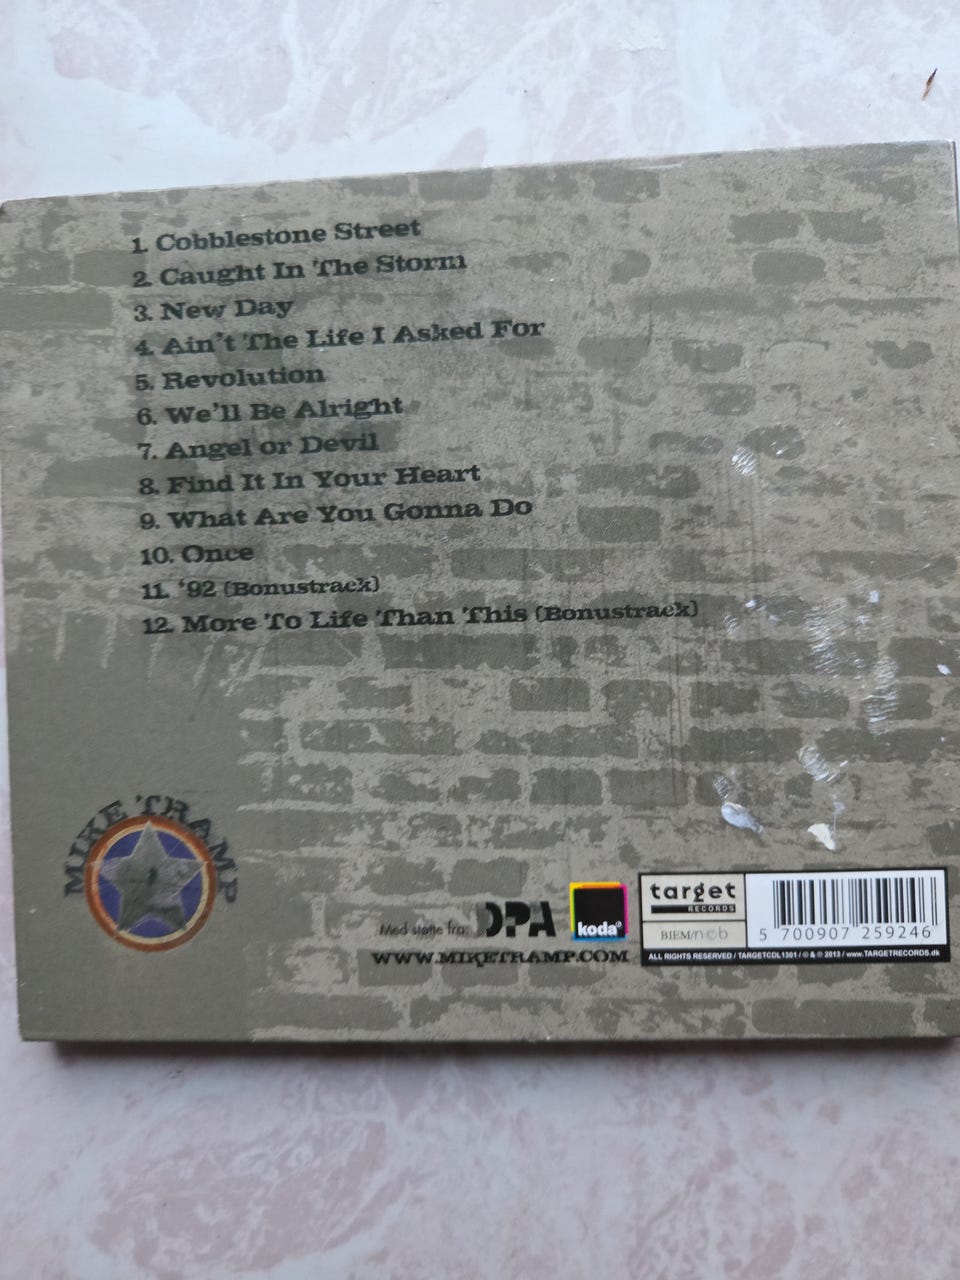 1. Cobblestone Street
2. Caught In The Storm
3. New Day
4. Ain't The Life I Asked For
5. Revolution
6. We'll Be Alright
7. Angel or Devil
8. Find It In Your Heart
9. What Are You Gonna Do
10. Once
11. '92 (Bonustrack)
12. More To Life Than This (Bonustrack)
MIKE TRAMP
Med støtte fra: DPA koda®
WWW.MIKETRAMP.COM
target
RECORDS
BIEM/ncb
5 700907 259246
ALL RIGHTS RESERVED / TARGETCDL1301 / © & ℗ 2013 / www.TARGETRECORDS.dk